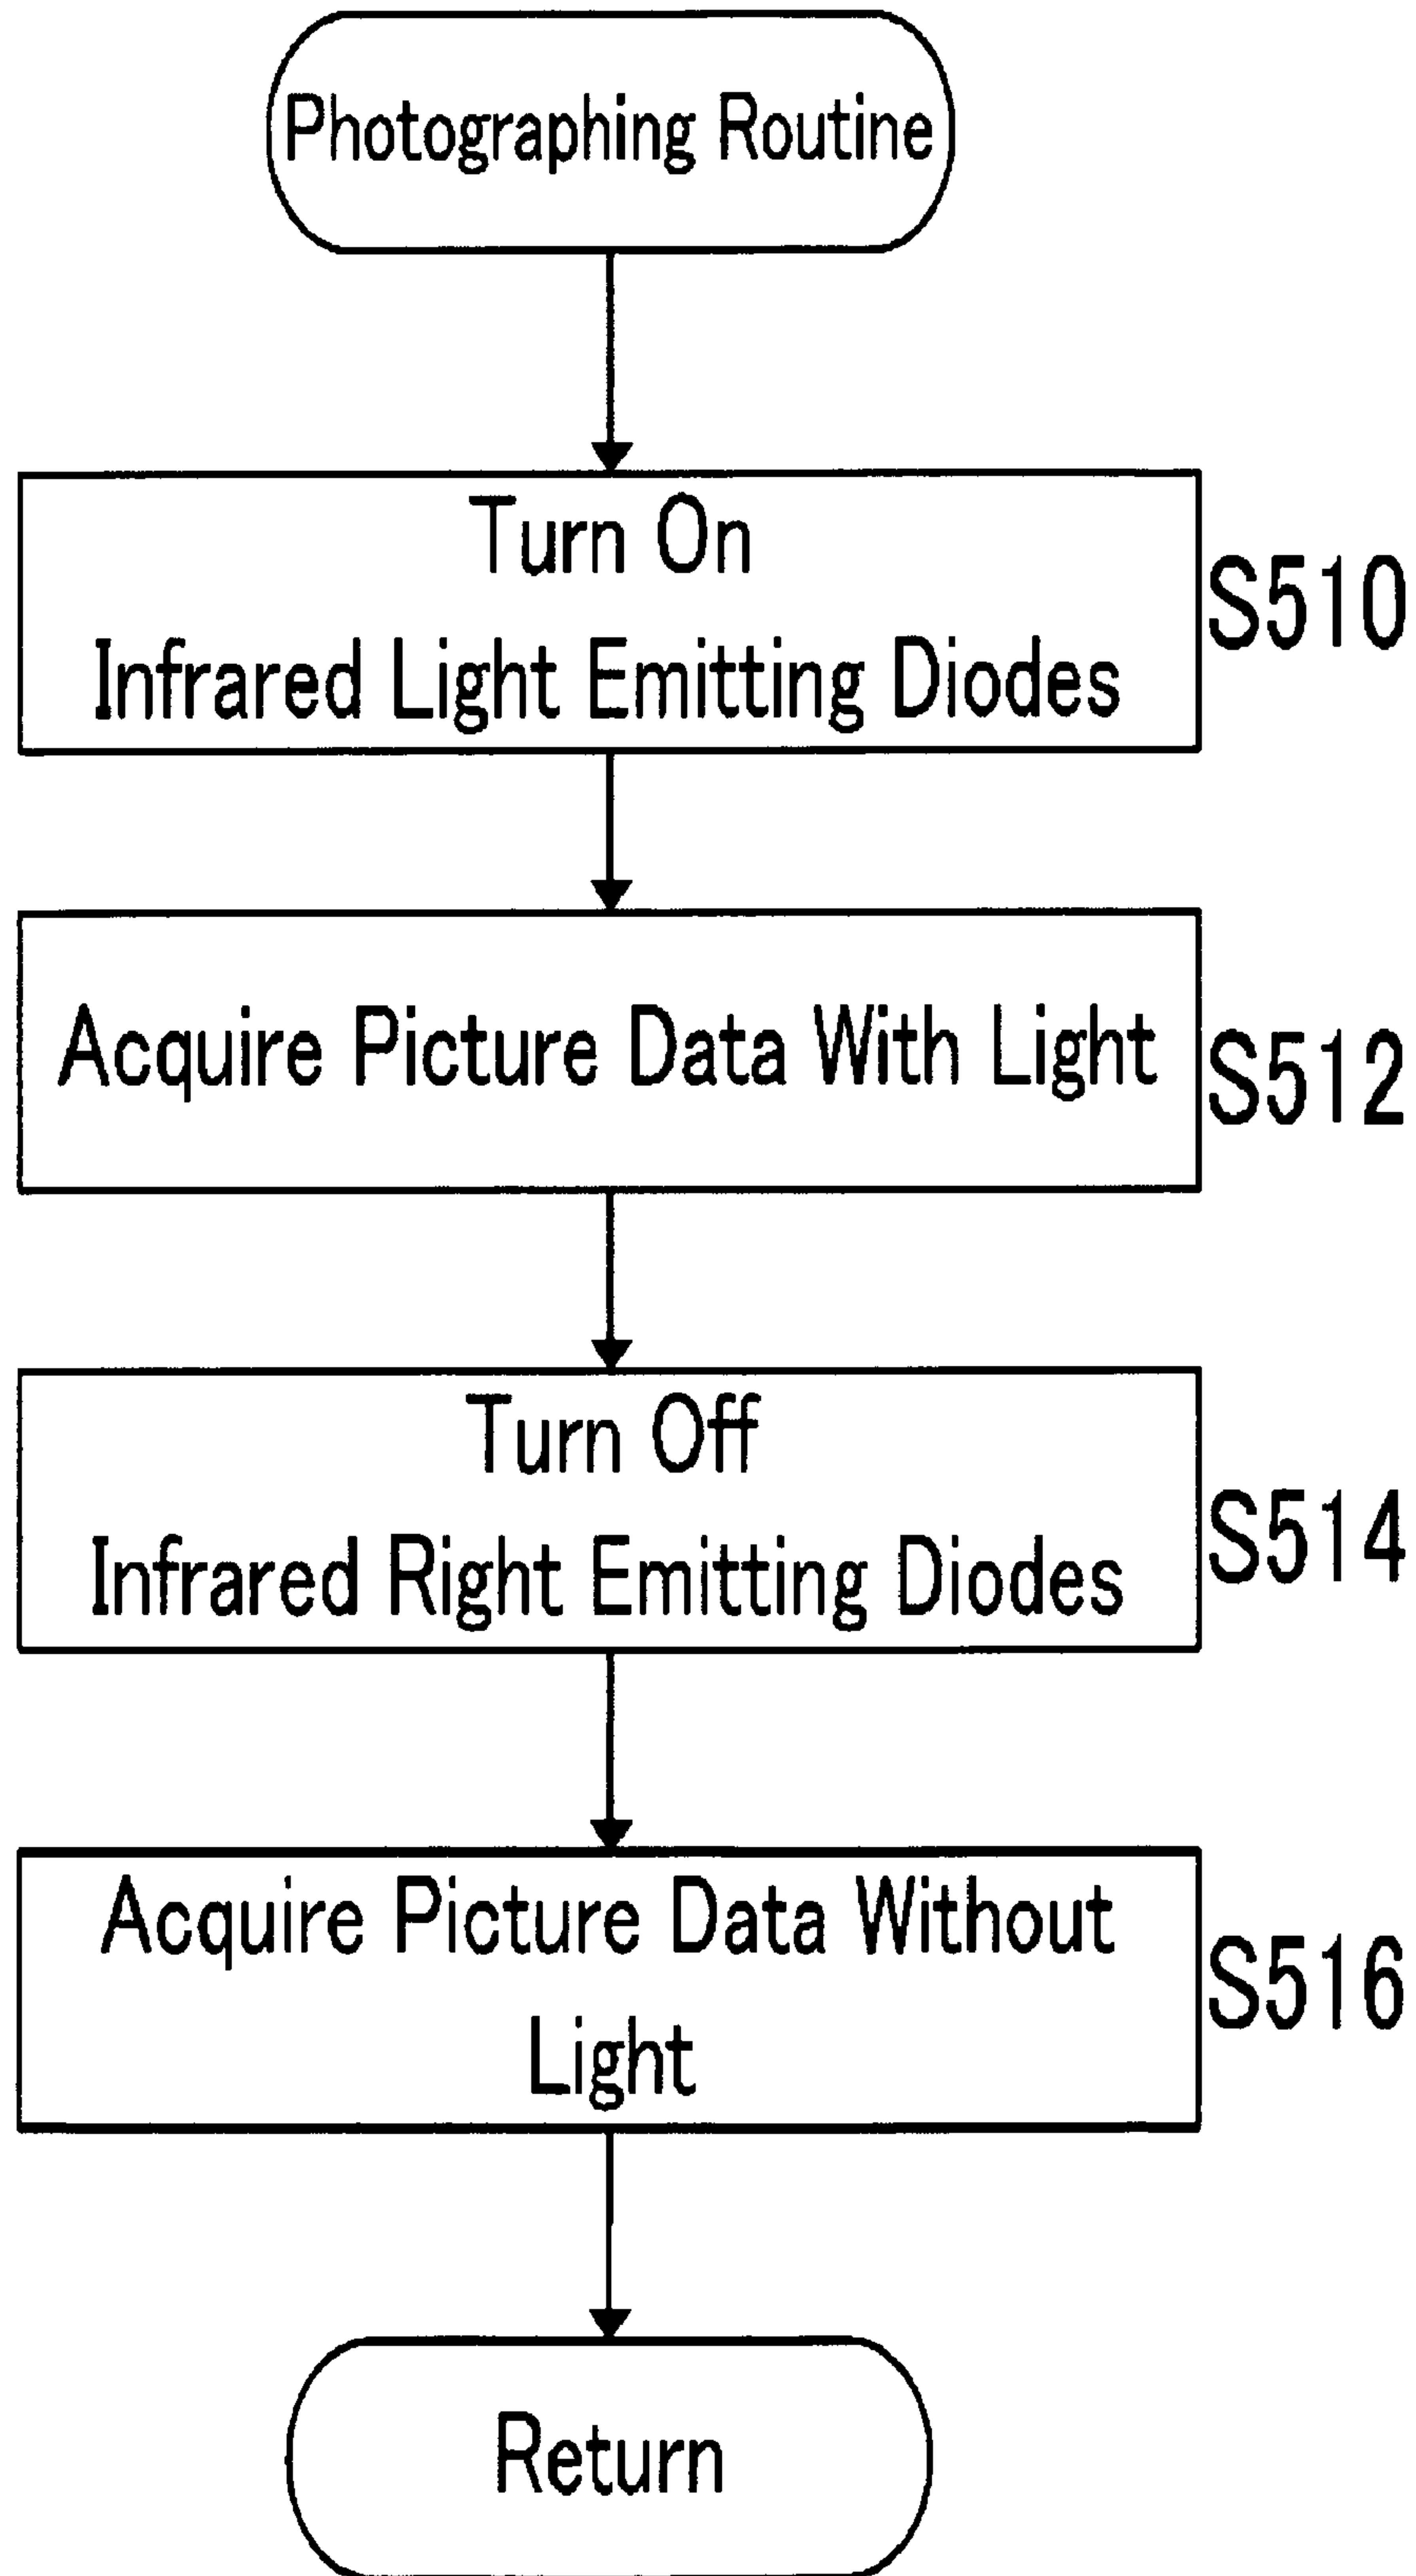 Photographing Routine
Turn On
Infrared Light Emitting Diodes
S510
Acquire Picture Data With Light
S512
Turn Off
Infrared Right Emitting Diodes
S514
Acquire Picture Data Without
Light
S516
Return